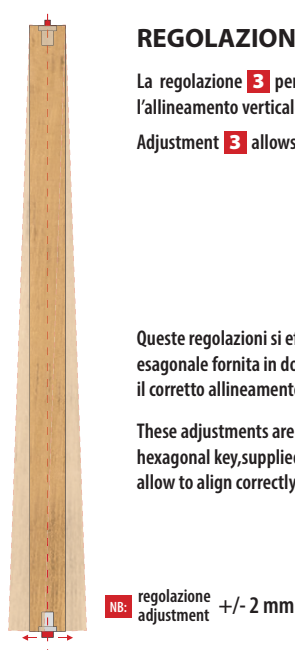 REGOLAZION
La regolazione 3 per
l'allineamento vertical
Adjustment 3 allows
Queste regolazioni si ef
esagonale fornita in do
il corretto allineamento
These adjustments are
hexagonal key,supplied
allow to align correctly
NB: regolazione
adjustment +/- 2 mm